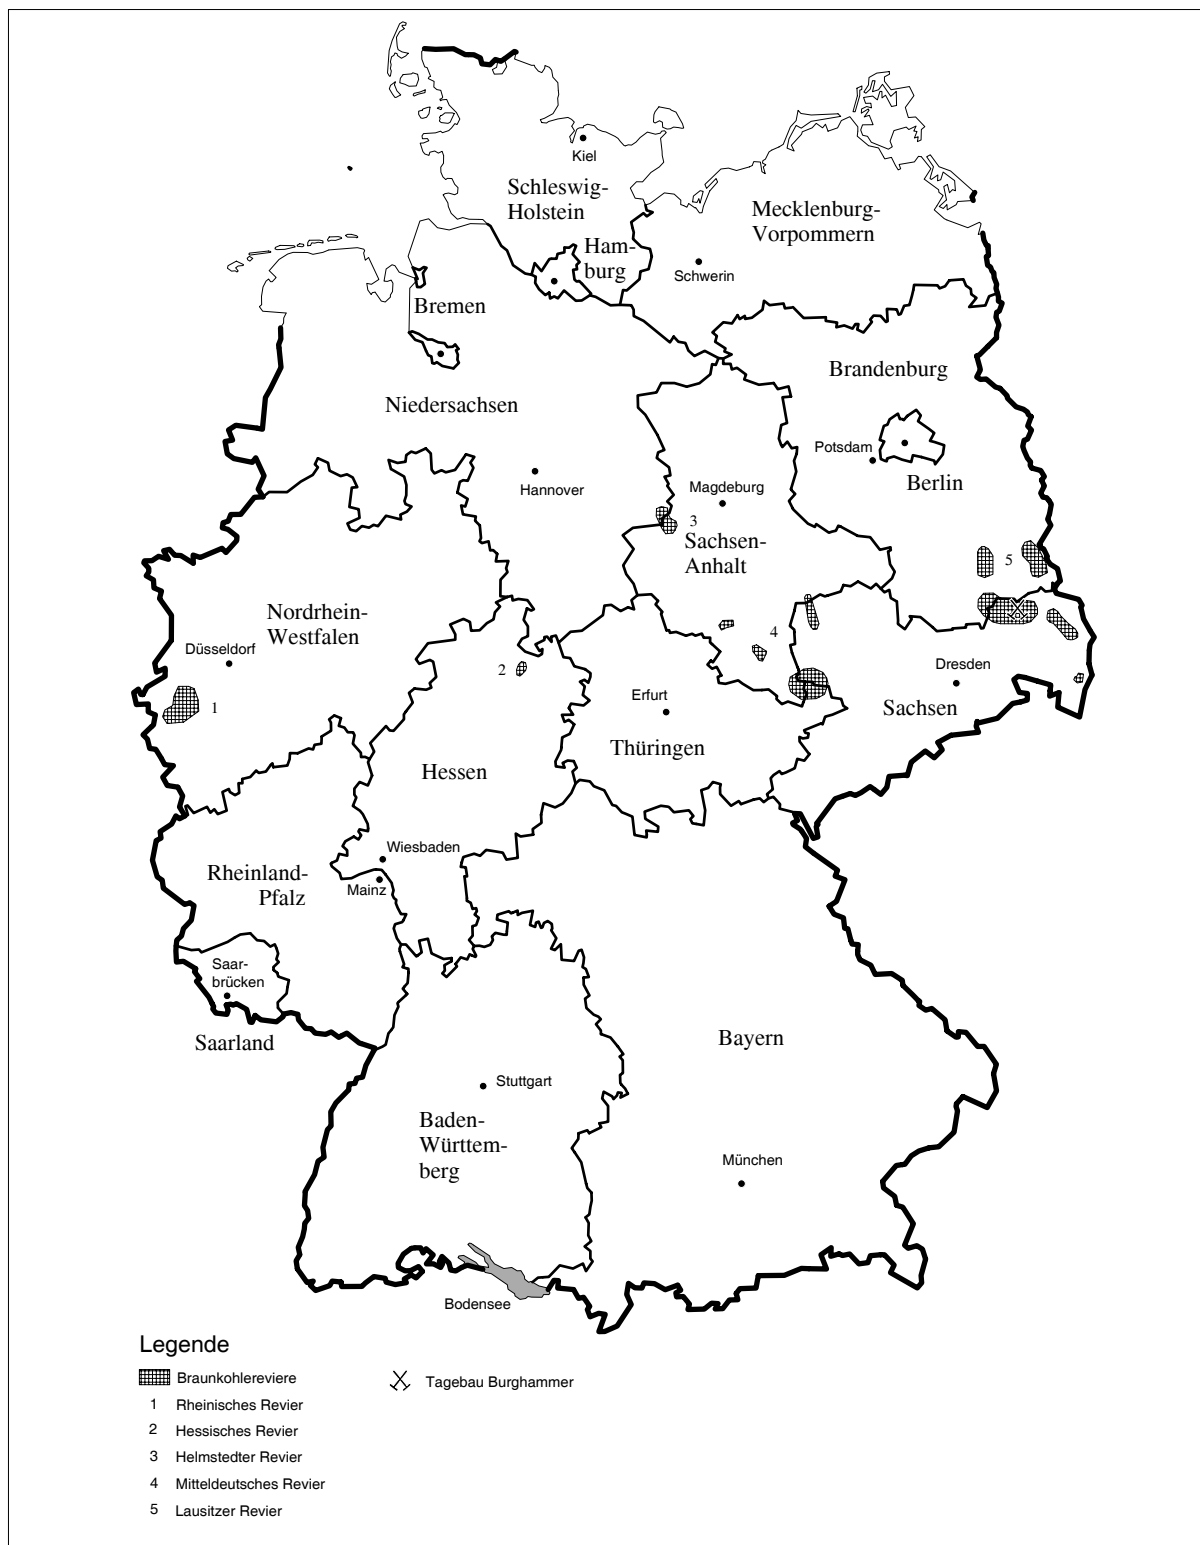 Kiel
Schleswig-
Holstein
Mecklenburg-
Vorpommern
Ham-
burg
Schwerin
Bremen
Brandenburg
Niedersachsen
Potsdam
Berlin
Hannover
Magdeburg
3
Sachsen-
Anhalt
5
Nordrhein-
Westfalen
4
Düsseldorf
2
Dresden
Erfurt
1
Sachsen
Thüringen
Hessen
Wiesbaden
Rheinland-
Pfalz
Mainz
Saar-
brücken
Saarland
Bayern
Stuttgart
Baden-
Württem-
berg
München
Bodensee
Legende
Braunkohlereviere
Tagebau Burghammer
1 Rheinisches Revier
2 Hessisches Revier
3 Helmstedter Revier
4 Mitteldeutsches Revier
5 Lausitzer Revier